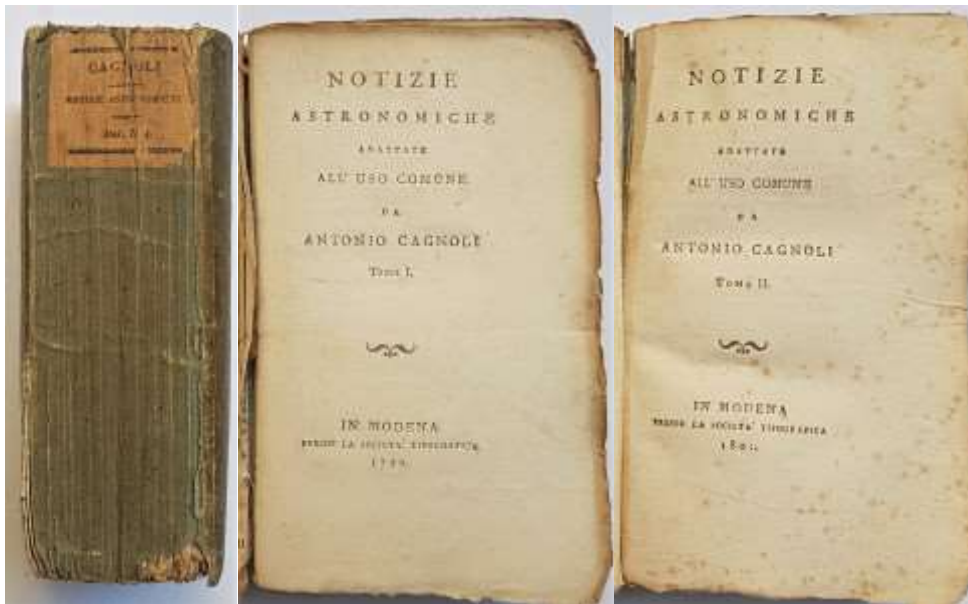 CAGNOLI
NOTIZIE
ASTRONOMICHE
ADATTATE
ALL' USO COMUNE
DA
ANTONIO CAGNOLI
Tomo I.
IN MODENA
PRESSO LA SOCIETA' TIPOGRAFICA
NOTIZIE
ASTRONOMICHE
ADATTATE
ALL' USO COMUNE
DA
ANTONIO CAGNOLI
Tomo II.
IN MODENA
PRESSO LA SOCIETA' TIPOGRAFICA